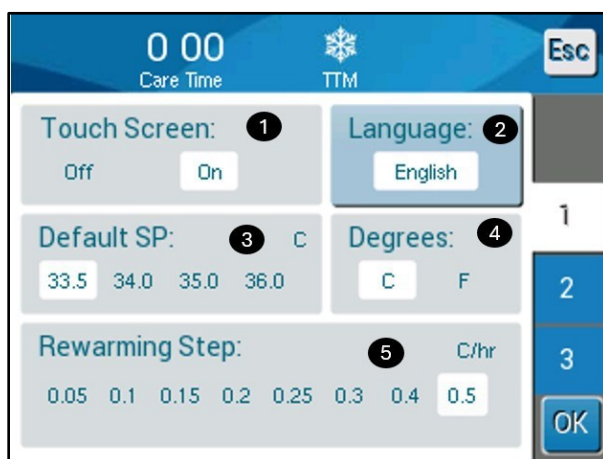 0 00
Care Time
TTM
Esc
Touch Screen: 1
Off On
Language: 2
English
Default SP: 3 C
33.5 34.0 35.0 36.0
Degrees: 4
C F
Rewarming Step: 5 C/hr
0.05 0.1 0.15 0.2 0.25 0.3 0.4 0.5
1
2
3
OK